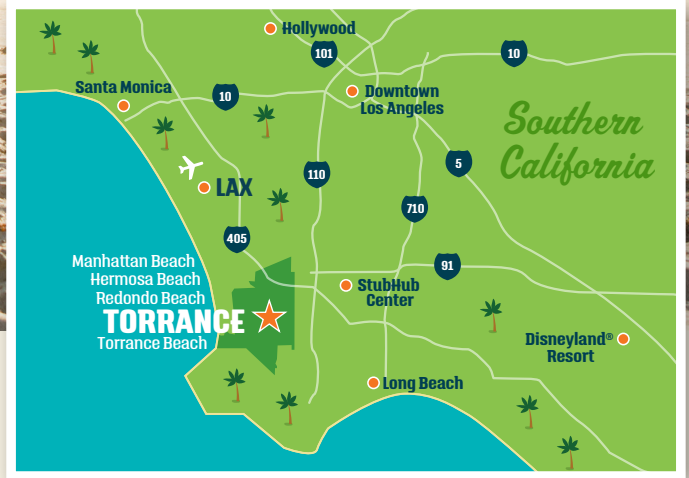 Hollywood
101
10
Santa Monica
10
Downtown
Los Angeles
Southern
California
5
110
LAX
710
405
91
Manhattan Beach
Hermosa Beach
Redondo Beach
TORRANCE
Torrance Beach
StubHub
Center
Disneyland®
Resort
Long Beach